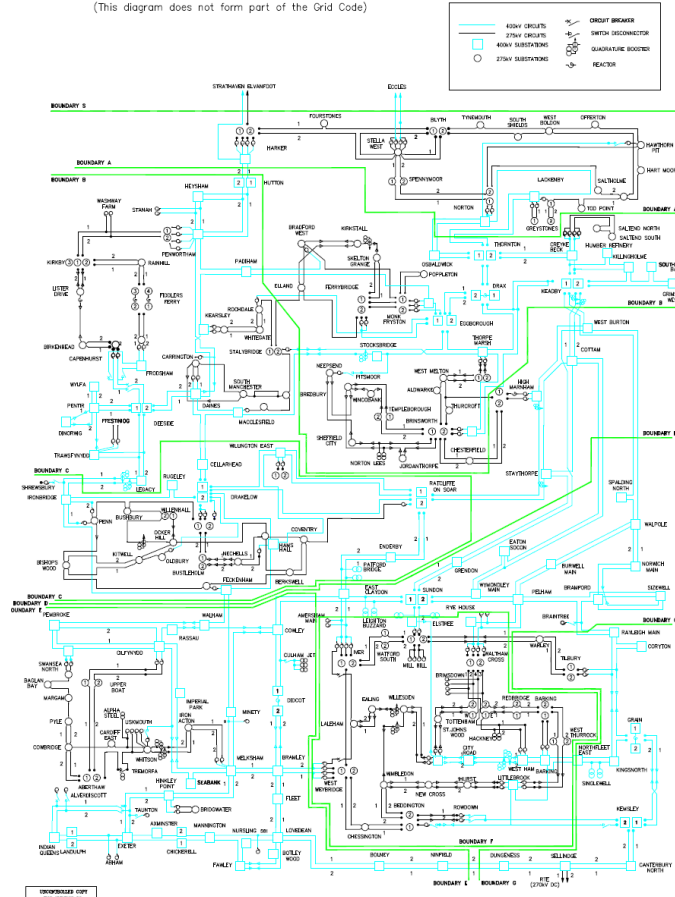 (This diagram does not form part of the Grid Code)
400kV CIRCUITS
275kV CIRCUITS
400kV SUBSTATIONS
275kV SUBSTATIONS
CIRCUIT BREAKER
SWITCH DISCONNECTOR
QUADRATURE BOOSTER
REACTOR
STRATHAVEN ELVANFOOT
ECCLES
BOUNDARY S
FOURSTONES
BLYTH
TYNEMOUTH
SOUTH
SHIELDS
WEST
BOLDON
OFFERTON
HARKER
STELLA
WEST
HAWTHORN
PIT
BOUNDARY A
HART MOOR
BOUNDARY B
HUTTON
SPENNYMOOR
HEYSHAM
LACKENBY
SALTHOLME
WASHWAY
FARM
STANAH
NORTON
TOD POINT
GREYSTONES
BOUNDARY A
BRADFORD
WEST
KIRKSTALL
THORNTON
CREYKE
BECK
SALTEND NORTH
SALTEND SOUTH
HUMBER REFINERY
PENWORTHAM
SKELTON
GRANGE
OSBALDWICK
KILLINGHOLME
KIRKBY
RAINHILL
PADIHAM
POPPLETON
ELLAND
FERRYBRIDGE
DRAX
KEADBY
LISTER
DRIVE
FIDDLERS
FERRY
ROCHDALE
KEARSLEY
WHITEGATE
MONK
FRYSTON
EGGBOROUGH
BOUNDARY B
WEST BURTON
BIRKENHEAD
CAPENHURST
CARRINGTON
STALYBRIDGE
STOCKSBRIDGE
THORPE
MARSH
COTTAM
FRODSHAM
NEEPSEND
PITSMOOR
WEST MELTON
WYLFA
SOUTH
MANCHESTER
BREDBURY
WINCOBANK
ALDWARKE
HIGH
MARNHAM
PENTIR
FFESTINIOG
DEESIDE
DAINES
MACCLESFIELD
TEMPLEBOROUGH
THURCROFT
BRINSWORTH
DINORWIG
TRAWSFYNYDD
SHEFFIELD
CITY
CHESTERFIELD
WILLINGTON EAST
NORTON LEES
JORDANTHORPE
BOUNDARY C
CELLARHEAD
STAYTHORPE
SHREWSBURY
IRONBRIDGE
LEGACY
RUGELEY
DRAKELOW
RATCLIFFE
ON SOAR
SPALDING
NORTH
PENN
BUSHBURY
WILLENHALL
OCKER
HILL
COVENTRY
WALPOLE
KITWELL
OLDBURY
NECHELLS
HAMS
HALL
ENDERBY
EATON
SOCON
BISHOPS
WOOD
BUSTLEHOLM
PATFORD
BRIDGE
GRENDON
BURWELL
MAIN
NORWICH
MAIN
FECKENHAM
BERKSWELL
EAST
CLAYDON
WYMONDLEY
MAIN
BRAMFORD
SIZEWELL
BOUNDARY C
BOUNDARY D
SUNDON
PELHAM
PEMBROKE
WALHAM
AMERSHAM
MAIN
LEIGHTON
BUZZARD
ELSTREE
RYE HOUSE
BRAINTREE
RASSAU
COWLEY
RAYLEIGH MAIN
CILFYNYDD
IVER
WATFORD
SOUTH
MILL HILL
WALTHAM
CROSS
WARLEY
CORYTON
SWANSEA
NORTH
CULHAM JET
TILBURY
BAGLAN
BAY
UPPER
BOAT
BRIMSDOWN
IMPERIAL
PARK
DIDCOT
EALING
WILLESDEN
REDBRIDGE
BARKING
MARGAM
ALPHA
STEEL
IRON
ACTON
MINETY
LALEHAM
TOTTENHAM
GRAIN
PYLE
CARDIFF
EAST
USKMOUTH
ST.JOHNS
WOOD
HACKNEY
WEST
THURROCK
COWBRIDGE
WHITSON
CITY
ROAD
NORTHFLEET
EAST
TREMORFA
MELKSHAM
BRAMLEY
WEST HAM
BARKING
KINGSNORTH
ABERTHAW
HINKLEY
POINT
SEABANK
WEST
WEYBRIDGE
WIMBLEDON
HURST
LITTLEBROOK
SINGLEWELL
ALVERDISCOTT
TAUNTON
BRIDGWATER
FLEET
NEW CROSS
BEDDINGTON
ROWDOWN
KEMSLEY
AXMINSTER
MANNINGTON
CHESSINGTON
INDIAN
QUEENS
LANDULPH
EXETER
CHICKERELL
NURSLING
LOVEDEAN
BOTLEY
WOOD
BOUNDARY F
ABHAM
FAWLEY
BOLNEY
NINFIELD
DUNGENESS
SELLINDGE
CANTERBURY
NORTH
BOUNDARY E
BOUNDARY G
RTE
(270kV DC)
UNCONTROLLED COPY